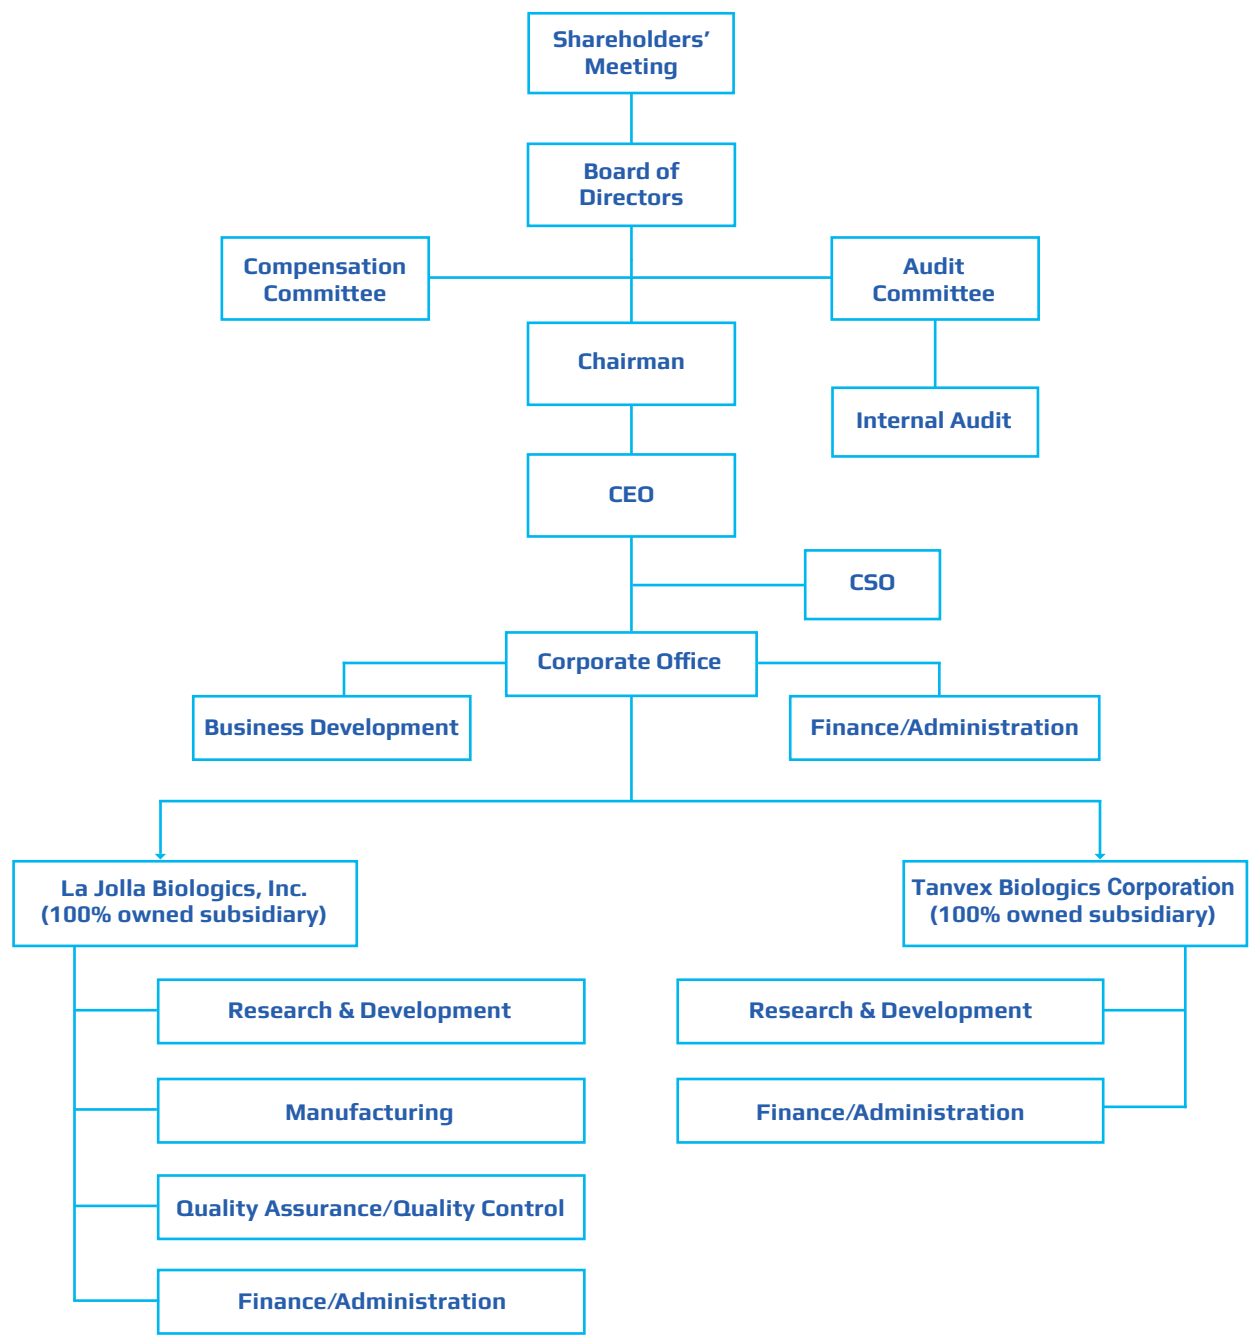 Shareholders’
Meeting
Board of
Directors
Compensation
Committee
Audit
Committee
Chairman
Internal Audit
CEO
CSO
Corporate Office
Business Development
Finance/Administration
La Jolla Biologics, Inc.
(100% owned subsidiary)
Tanvex Biologics Corporation
(100% owned subsidiary)
Research & Development
Manufacturing
Quality Assurance/Quality Control
Finance/Administration
Research & Development
Finance/Administration